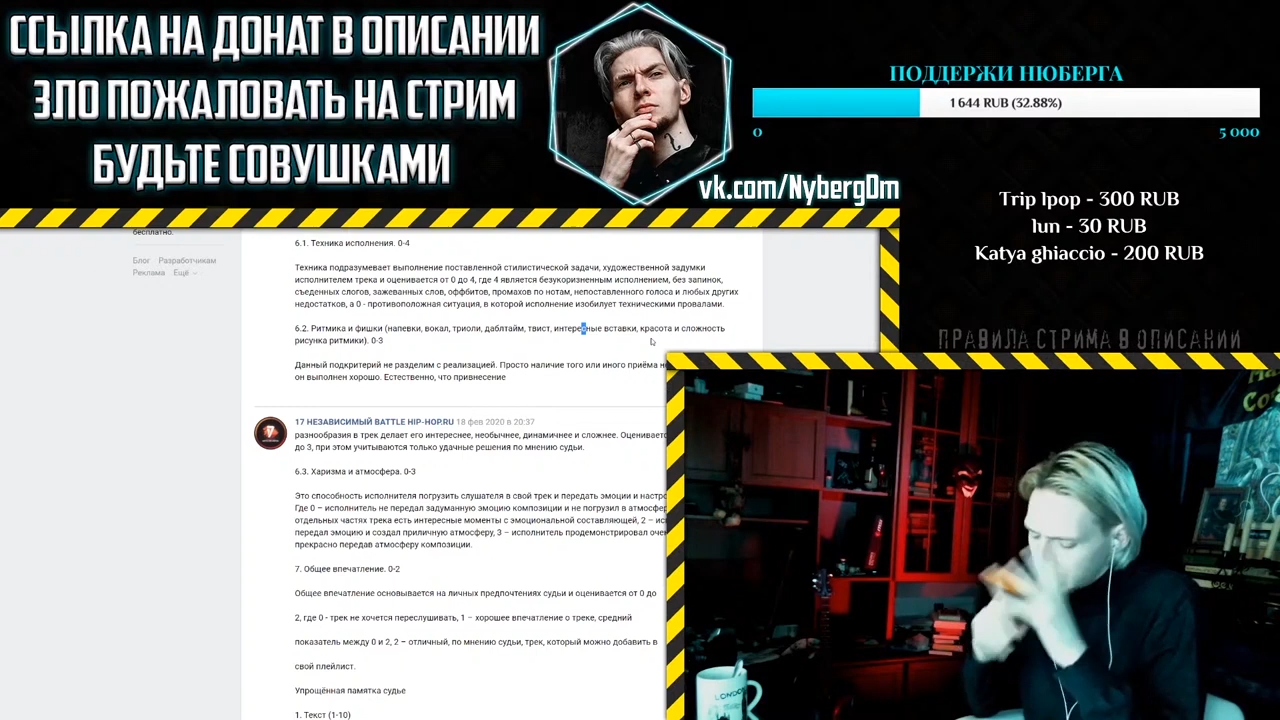 ССЫЛКА НА ДОНАТ В ОПИСАНИИ
ЗЛО ПОЖАЛОВАТЬ НА СТРИМ
БУДЬТЕ СОВУШКАМИ
vk.com/NybergDm
ПОДДЕРЖИ НЮБЕРГА
1 644 RUB (32.88%)
0
5 000
Trip lpop - 300 RUB
lun - 30 RUB
Katya ghiaccio - 200 RUB
ПРАВИЛА СТРИМА В ОПИСАНИИ
бесплатно.
Блог Разработчикам
Реклама Ещё
6.1. Техника исполнения. 0-4
Техника подразумевает выполнение поставленной стилистической задачи, художественной задумки
исполнителем трека и оценивается от 0 до 4, где 4 является безукоризненным исполнением, без запинок,
съеденных слогов, зажеванных слов, оффбитов, промахов по нотам, непоставленного голоса и любых других
недостатков, а 0 - противоположная ситуация, в которой исполнение изобилует техническими провалами.
6.2. Ритмика и фишки (напевки, вокал, триоли, даблтайм, твист, интересные вставки, красота и сложность
рисунка ритмики). 0-3
Данный подкритерий не разделим с реализацией. Просто наличие того или иного приёма
он выполнен хорошо. Естественно, что привнесение
17 НЕЗАВИСИМЫЙ BATTLE HIP-HOP.RU 18 фев 2020 в 20:37
разнообразия в трек делает его интереснее, необычнее, динамичнее и сложнее.
до 3, при этом учитываются только удачные решения по мнению судьи.
6.3. Харизма и атмосфера. 0-3
Это способность исполнителя погрузить слушателя в свой трек и передать эмоции и
Где 0 – исполнитель не передал задуманную эмоцию композиции и не погрузил в
отдельных частях трека есть интересные моменты с эмоциональной составляющей, 2 –
передал эмоцию и создал приличную атмосферу, 3 – исполнитель продемонстрировал
прекрасно передав атмосферу композиции.
7. Общее впечатление. 0-2
Общее впечатление основывается на личных предпочтениях судьи и оценивается от 0 до
2, где 0 - трек не хочется переслушивать, 1 – хорошее впечатление о треке, средний
показатель между 0 и 2, 2 – отличный, по мнению судьи, трек, который можно добавить в
свой плейлист.
Упрощённая памятка судье
1. Текст (1-10)
LONDON